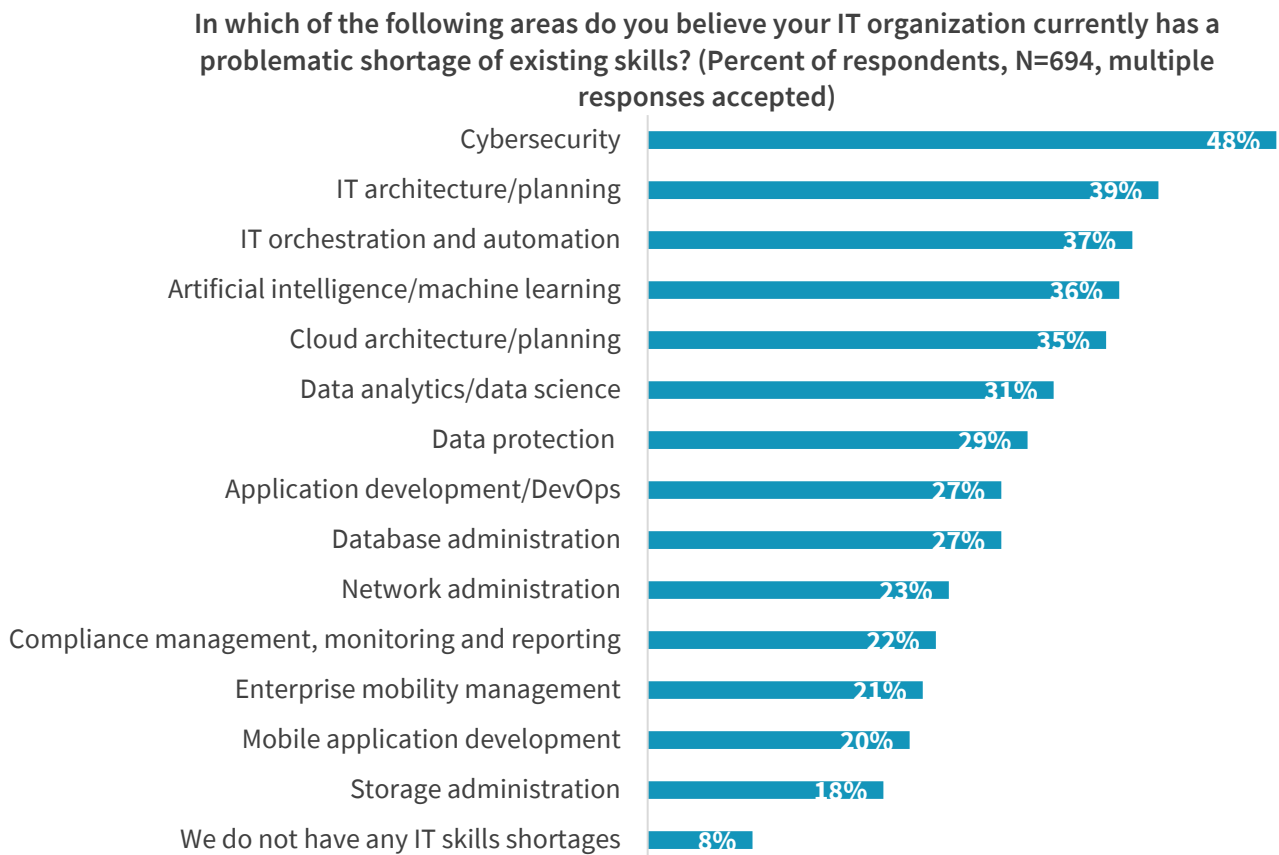 In which of the following areas do you believe your IT organization currently has a
problematic shortage of existing skills? (Percent of respondents, N=694, multiple
responses accepted)
Cybersecurity 48%
IT architecture/planning 39%
IT orchestration and automation 37%
Artificial intelligence/machine learning 36%
Cloud architecture/planning 35%
Data analytics/data science 31%
Data protection 29%
Application development/DevOps 27%
Database administration 27%
Network administration 23%
Compliance management, monitoring and reporting 22%
Enterprise mobility management 21%
Mobile application development 20%
Storage administration 18%
We do not have any IT skills shortages 8%